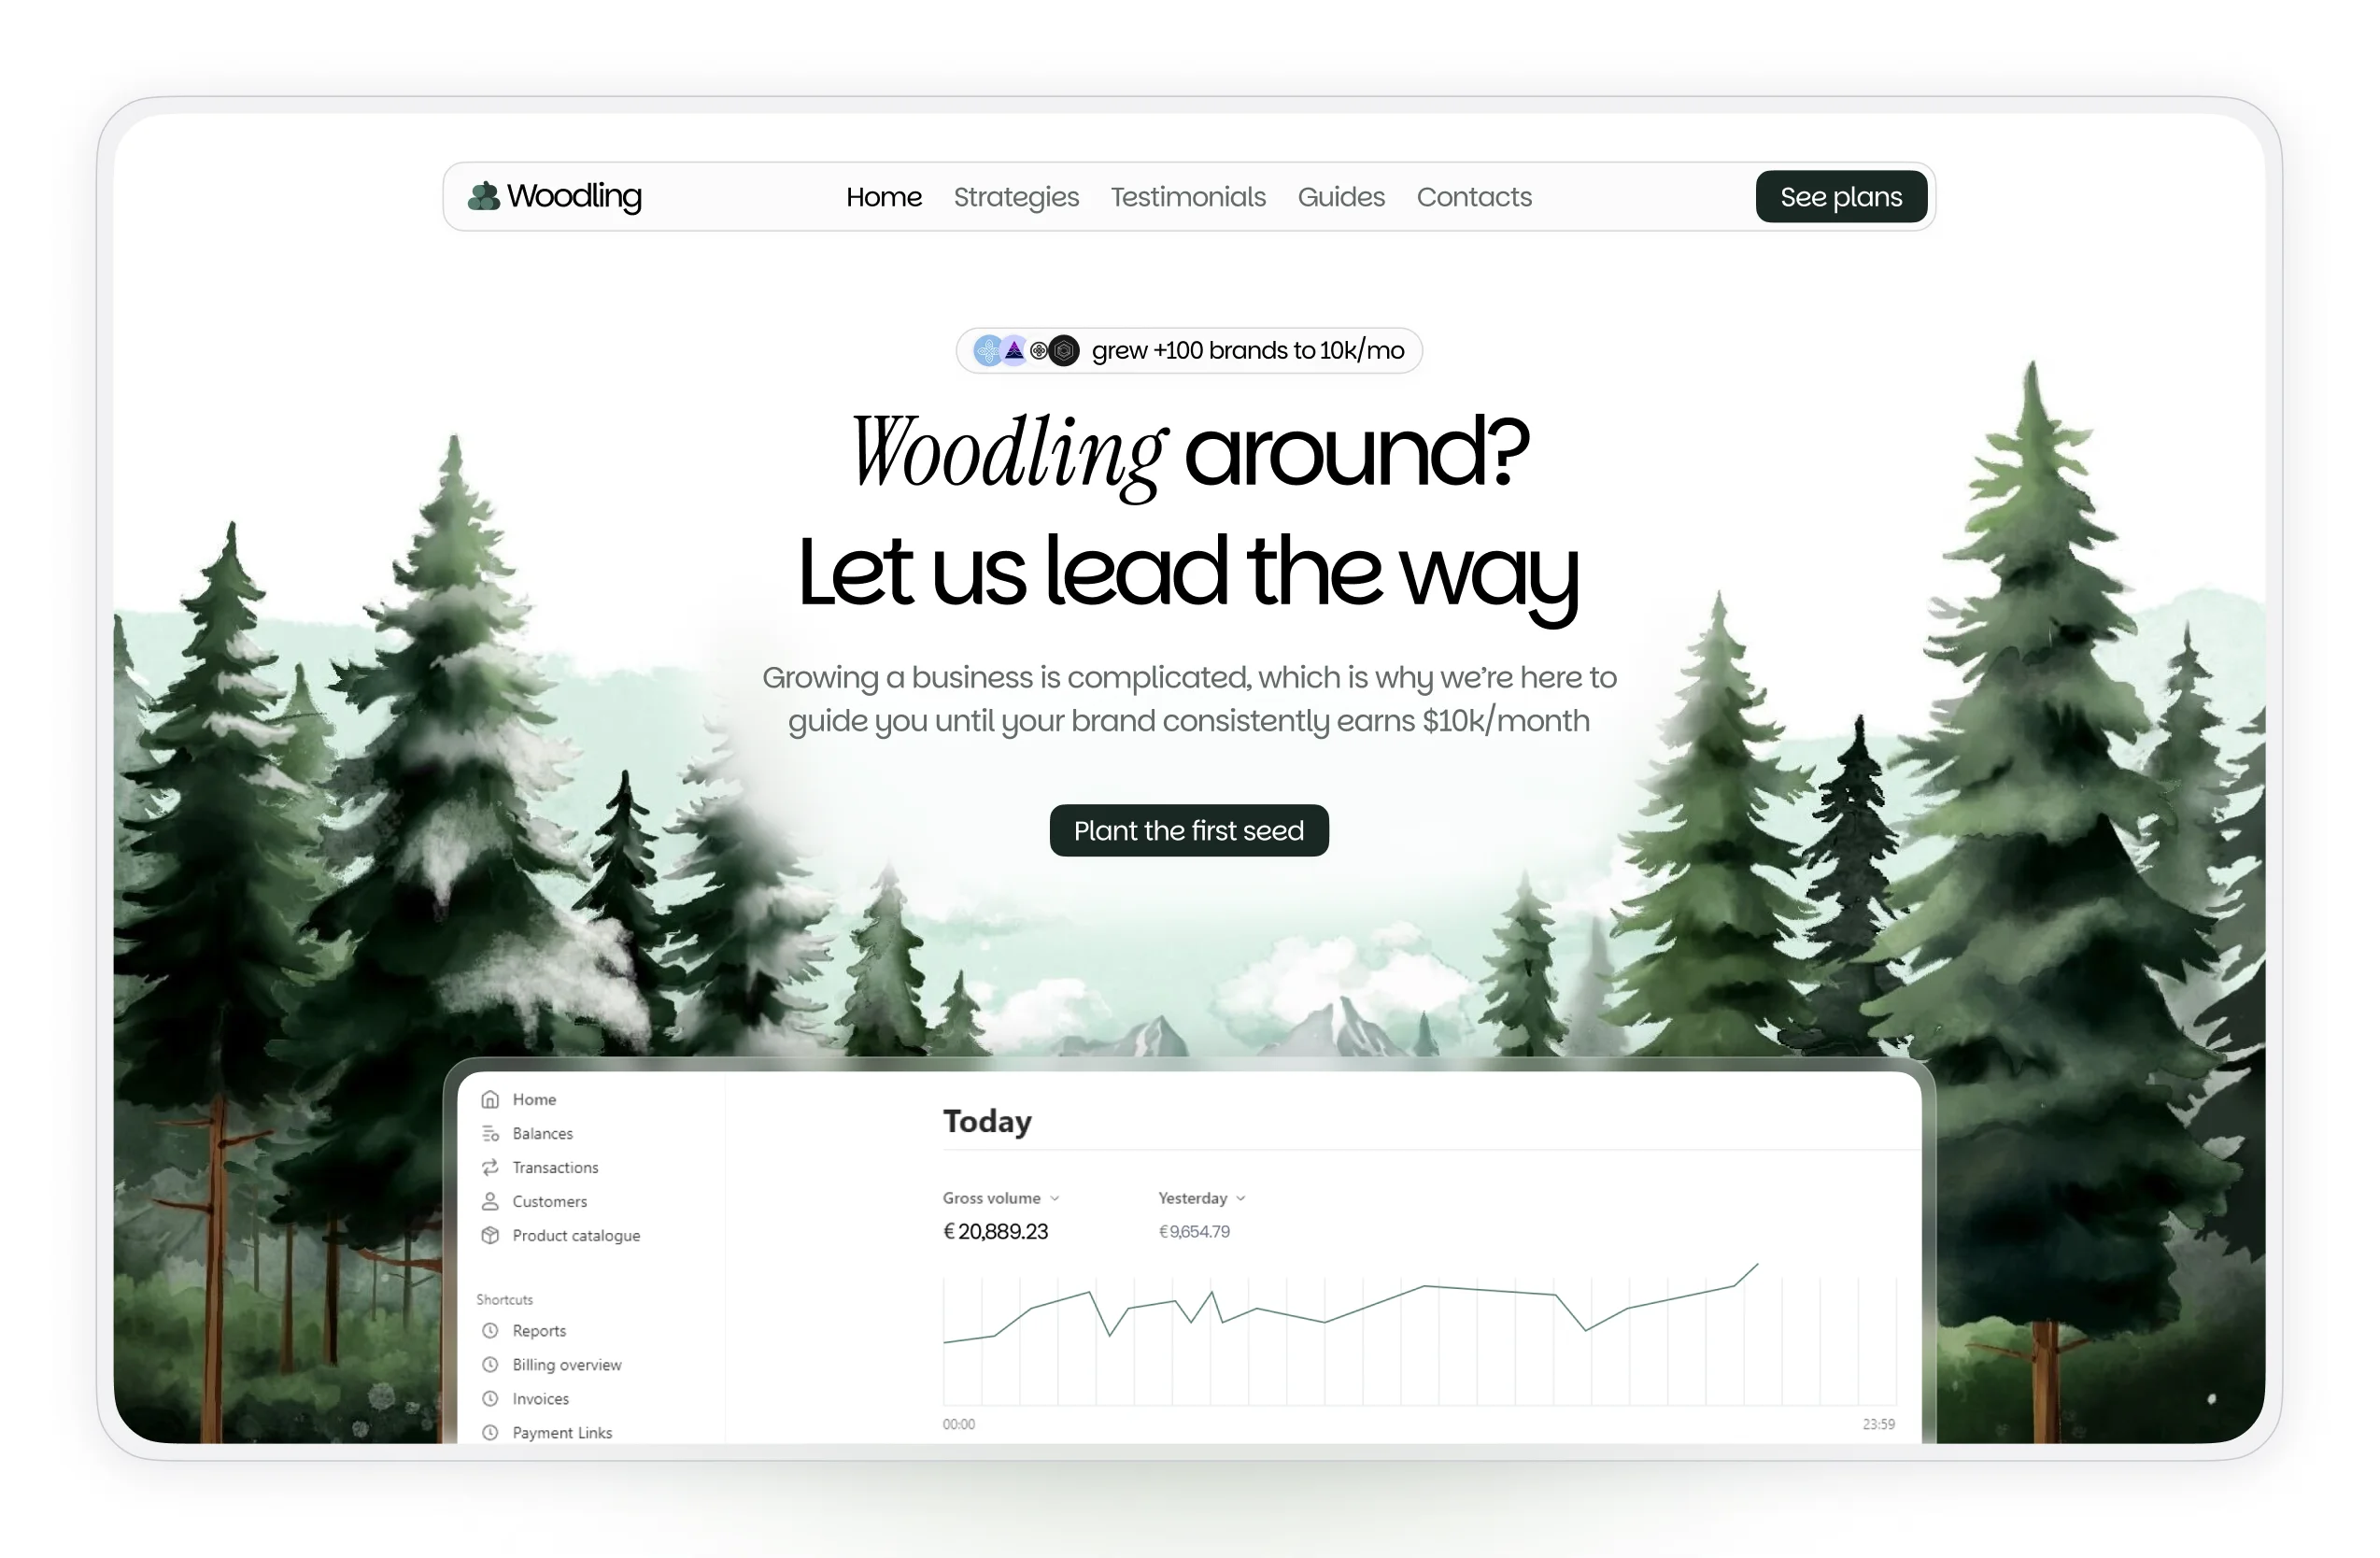 Woodling
Home Strategies Testimonials Guides Contacts
See plans
grew +100 brands to 10k/mo
Woodling around?
Let us lead the way
Growing a business is complicated, which is why we’re here to
guide you until your brand consistently earns $10k/month
Plant the first seed
Home
Balances
Transactions
Customers
Product catalogue
Shortcuts
Reports
Billing overview
Invoices
Payment Links
Today
Gross volume Yesterday
€ 20,889.23 €9,654.79
00:00 23:59